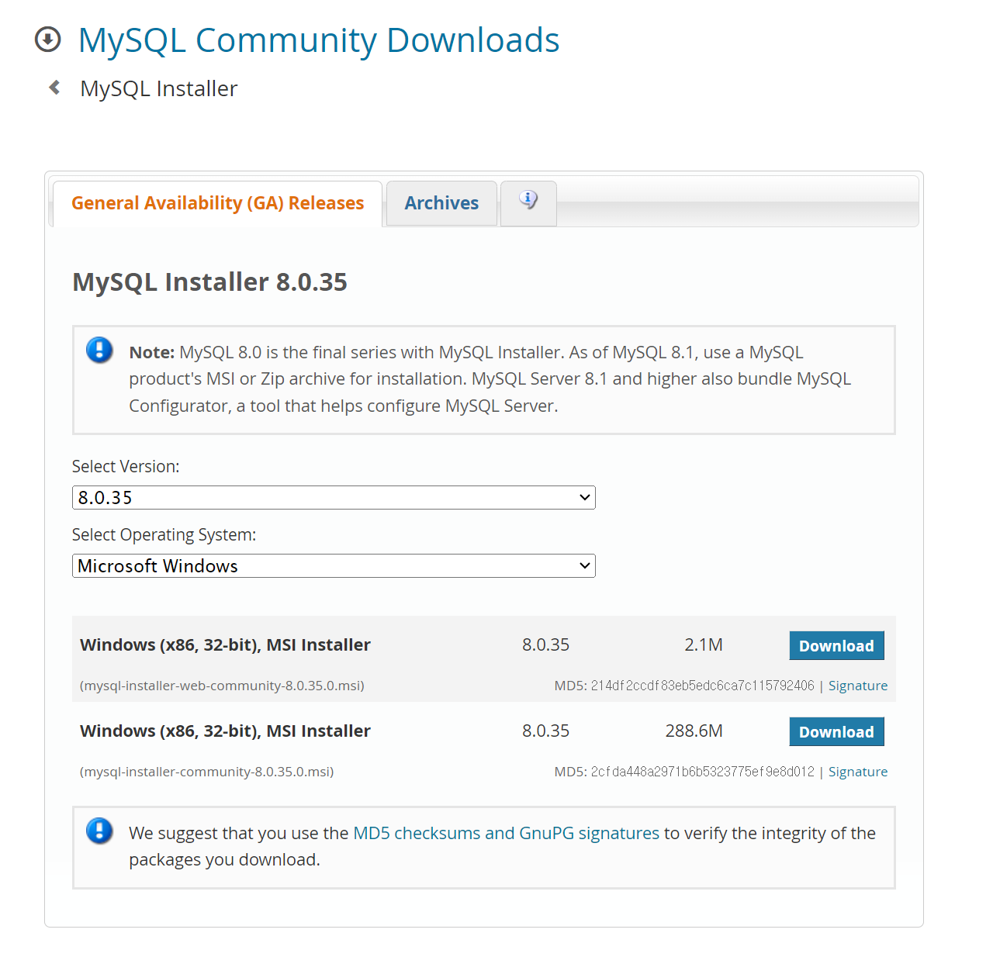 MySQL Community Downloads
MySQL Installer
General Availability (GA) Releases
Archives
MySQL Installer 8.0.35
Note: MySQL 8.0 is the final series with MySQL Installer. As of MySQL 8.1, use a MySQL
product's MSI or Zip archive for installation. MySQL Server 8.1 and higher also bundle MySQL
Configurator, a tool that helps configure MySQL Server.
Select Version:
8.0.35
Select Operating System:
Microsoft Windows
Windows (x86, 32-bit), MSI Installer 8.0.35 2.1M Download
(mysql-installer-web-community-8.0.35.0.msi) MD5: 214df2ccdf83eb5edc6ca7c115792406 | Signature
Windows (x86, 32-bit), MSI Installer 8.0.35 288.6M Download
(mysql-installer-community-8.0.35.0.msi) MD5: 2cfda448a2971b6b5323775ef9e8d012 | Signature
We suggest that you use the MD5 checksums and GnuPG signatures to verify the integrity of the
packages you download.